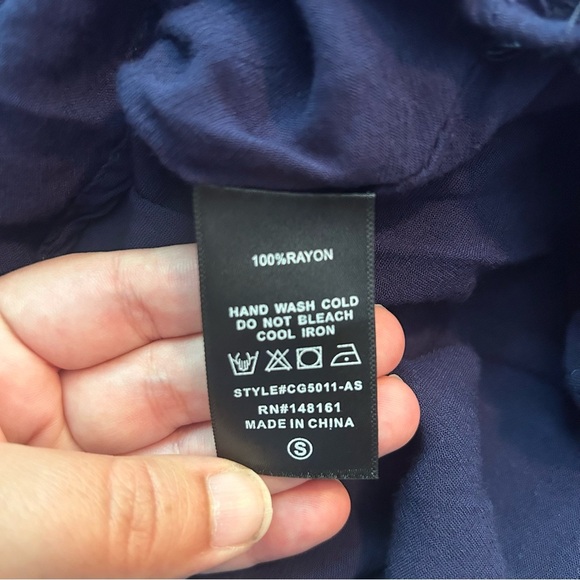 100%RAYON
HAND WASH COLD
DO NOT BLEACH
COOL IRON
STYLE#CG5011-AS
RN#148161
MADE IN CHINA
S